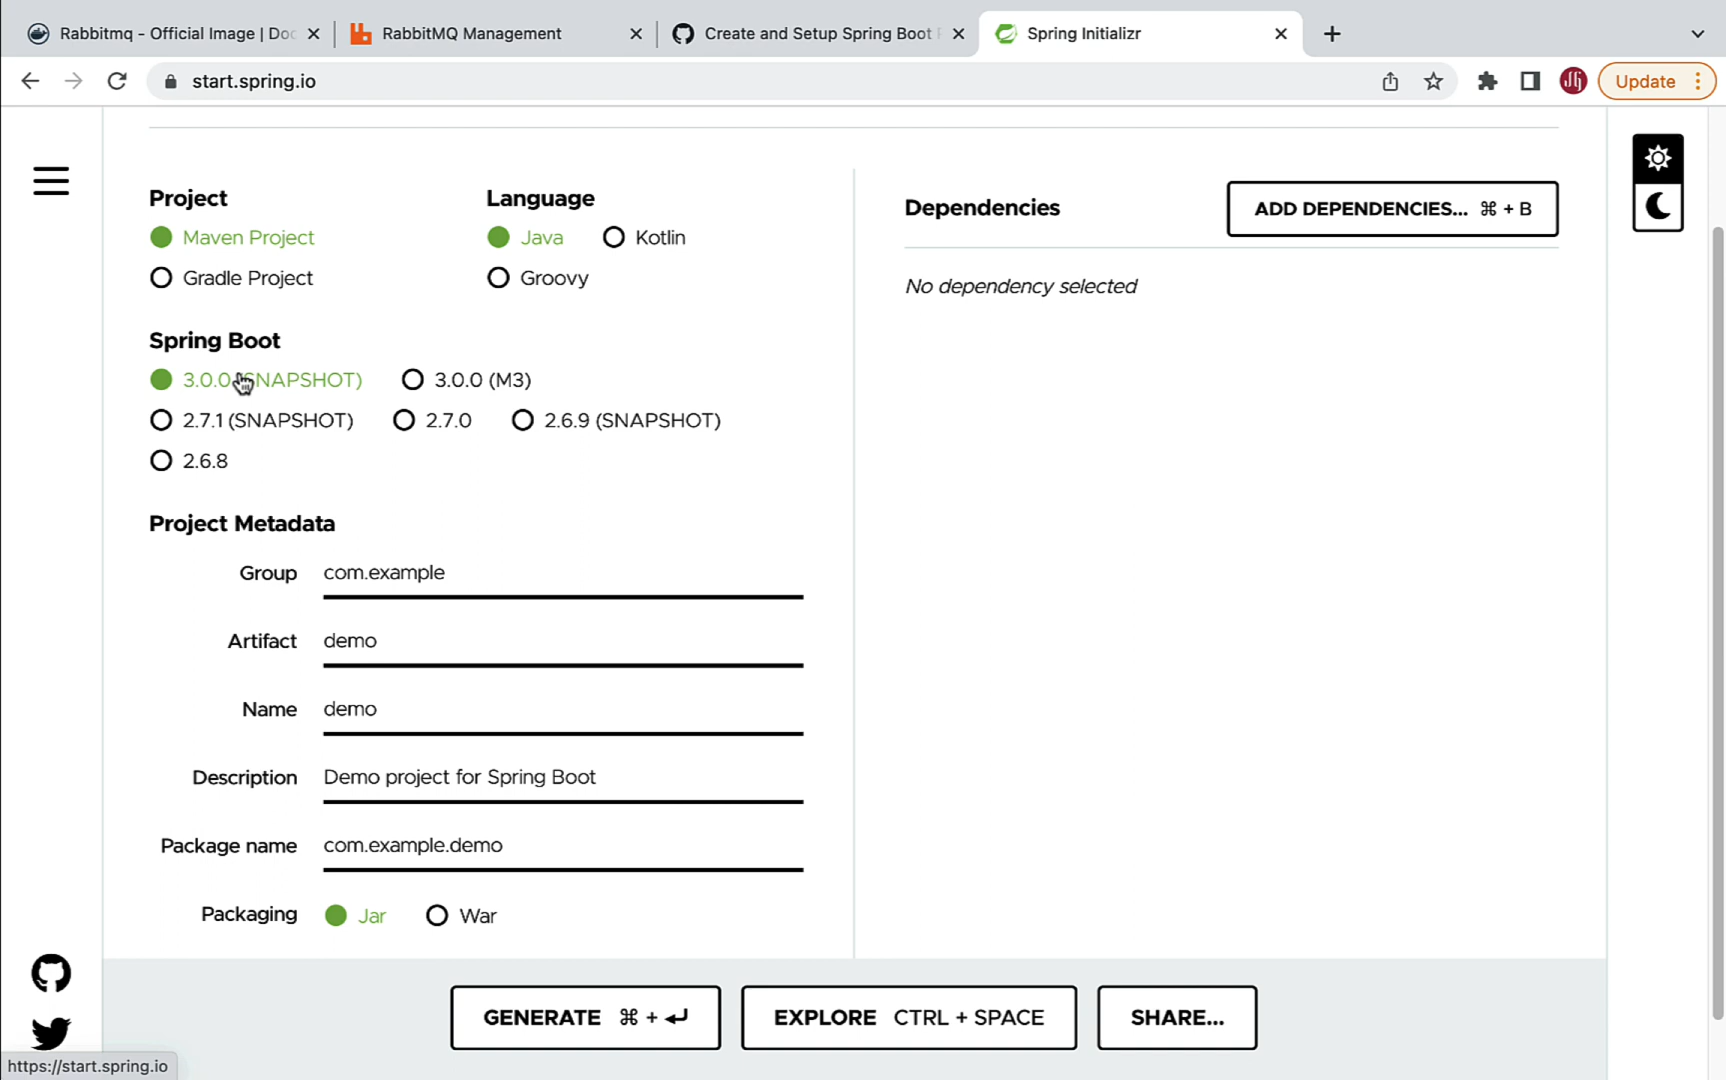 Rabbitmq - Official Image | Doc
RabbitMQ Management
Create and Setup Spring Boot P
Spring Initializr
start.spring.io
Update
Project
Maven Project
Gradle Project
Language
Java
Kotlin
Groovy
Spring Boot
3.0.0 (SNAPSHOT)
3.0.0 (M3)
2.7.1 (SNAPSHOT)
2.7.0
2.6.9 (SNAPSHOT)
2.6.8
Project Metadata
Group
com.example
Artifact
demo
Name
demo
Description
Demo project for Spring Boot
Package name
com.example.demo
Packaging
Jar
War
Dependencies
ADD DEPENDENCIES... ⌘ + B
No dependency selected
GENERATE ⌘ + ↵
EXPLORE CTRL + SPACE
SHARE...
https://start.spring.io